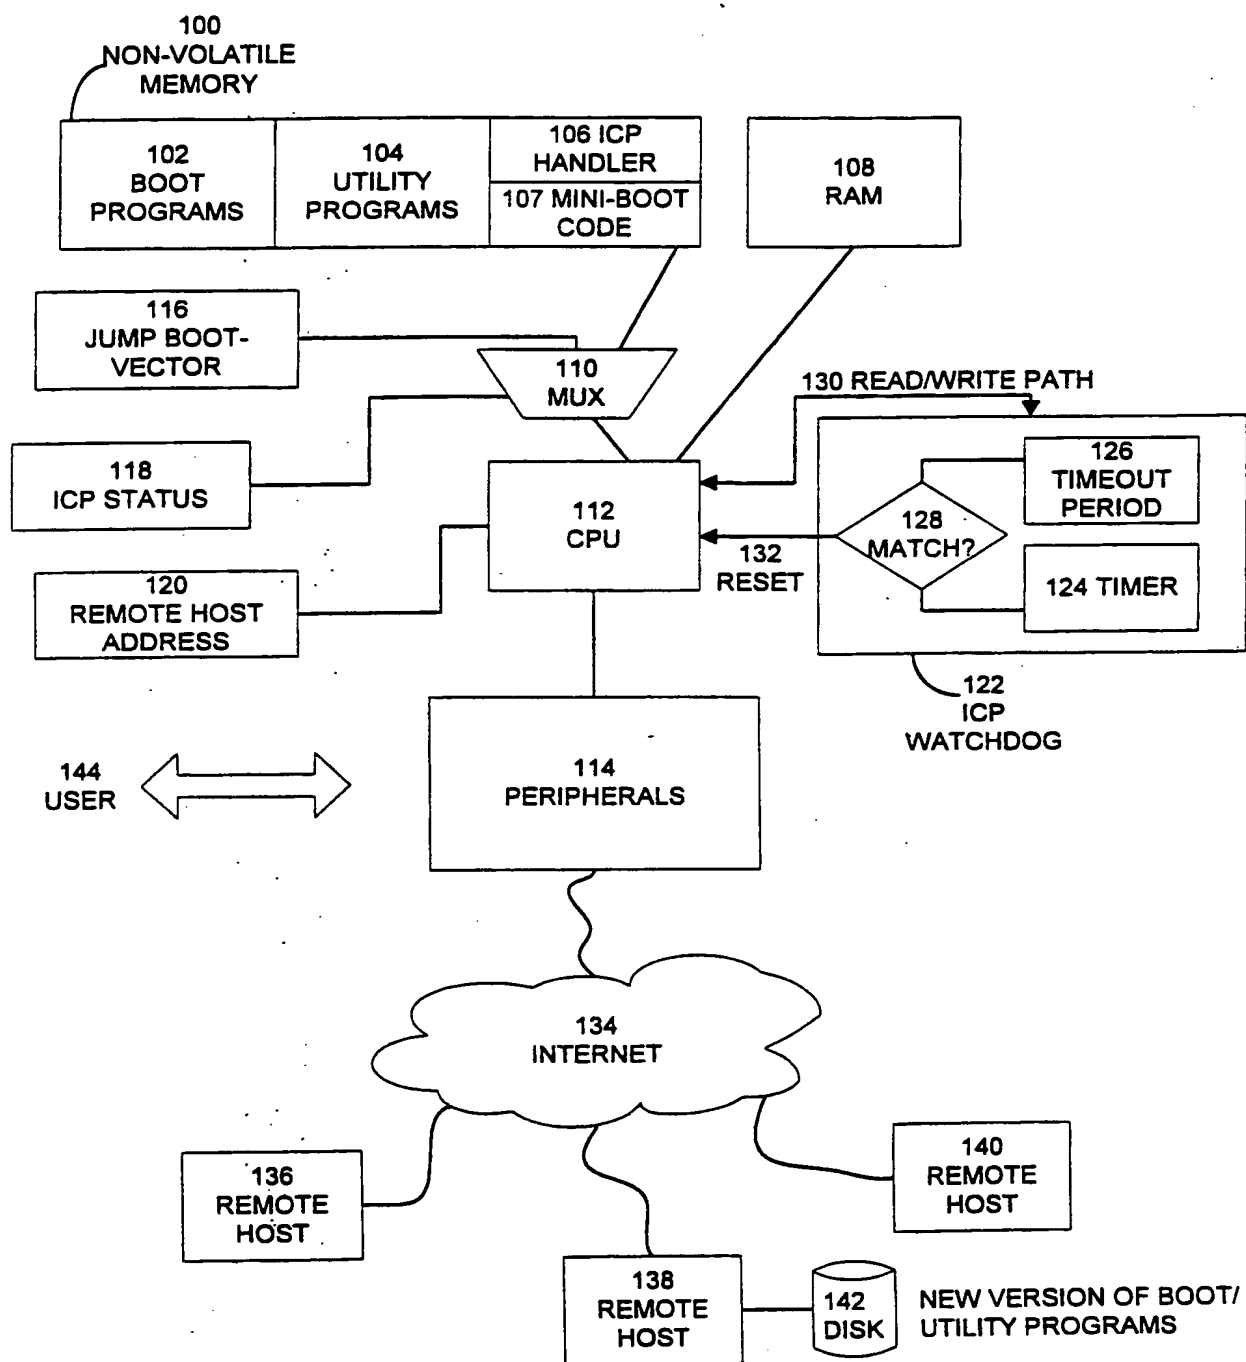 100
NON-VOLATILE
MEMORY
102
BOOT
PROGRAMS
104
UTILITY
PROGRAMS
106 ICP
HANDLER
107 MINI-BOOT
CODE
108
RAM
116
JUMP BOOT-
VECTOR
110
MUX
130 READ/WRITE PATH
118
ICP STATUS
112
CPU
126
TIMEOUT
PERIOD
128
MATCH?
132
RESET
124 TIMER
120
REMOTE HOST
ADDRESS
122
ICP
WATCHDOG
144
USER
114
PERIPHERALS
134
INTERNET
136
REMOTE
HOST
140
REMOTE
HOST
138
REMOTE
HOST
142
DISK
NEW VERSION OF BOOT/
UTILITY PROGRAMS